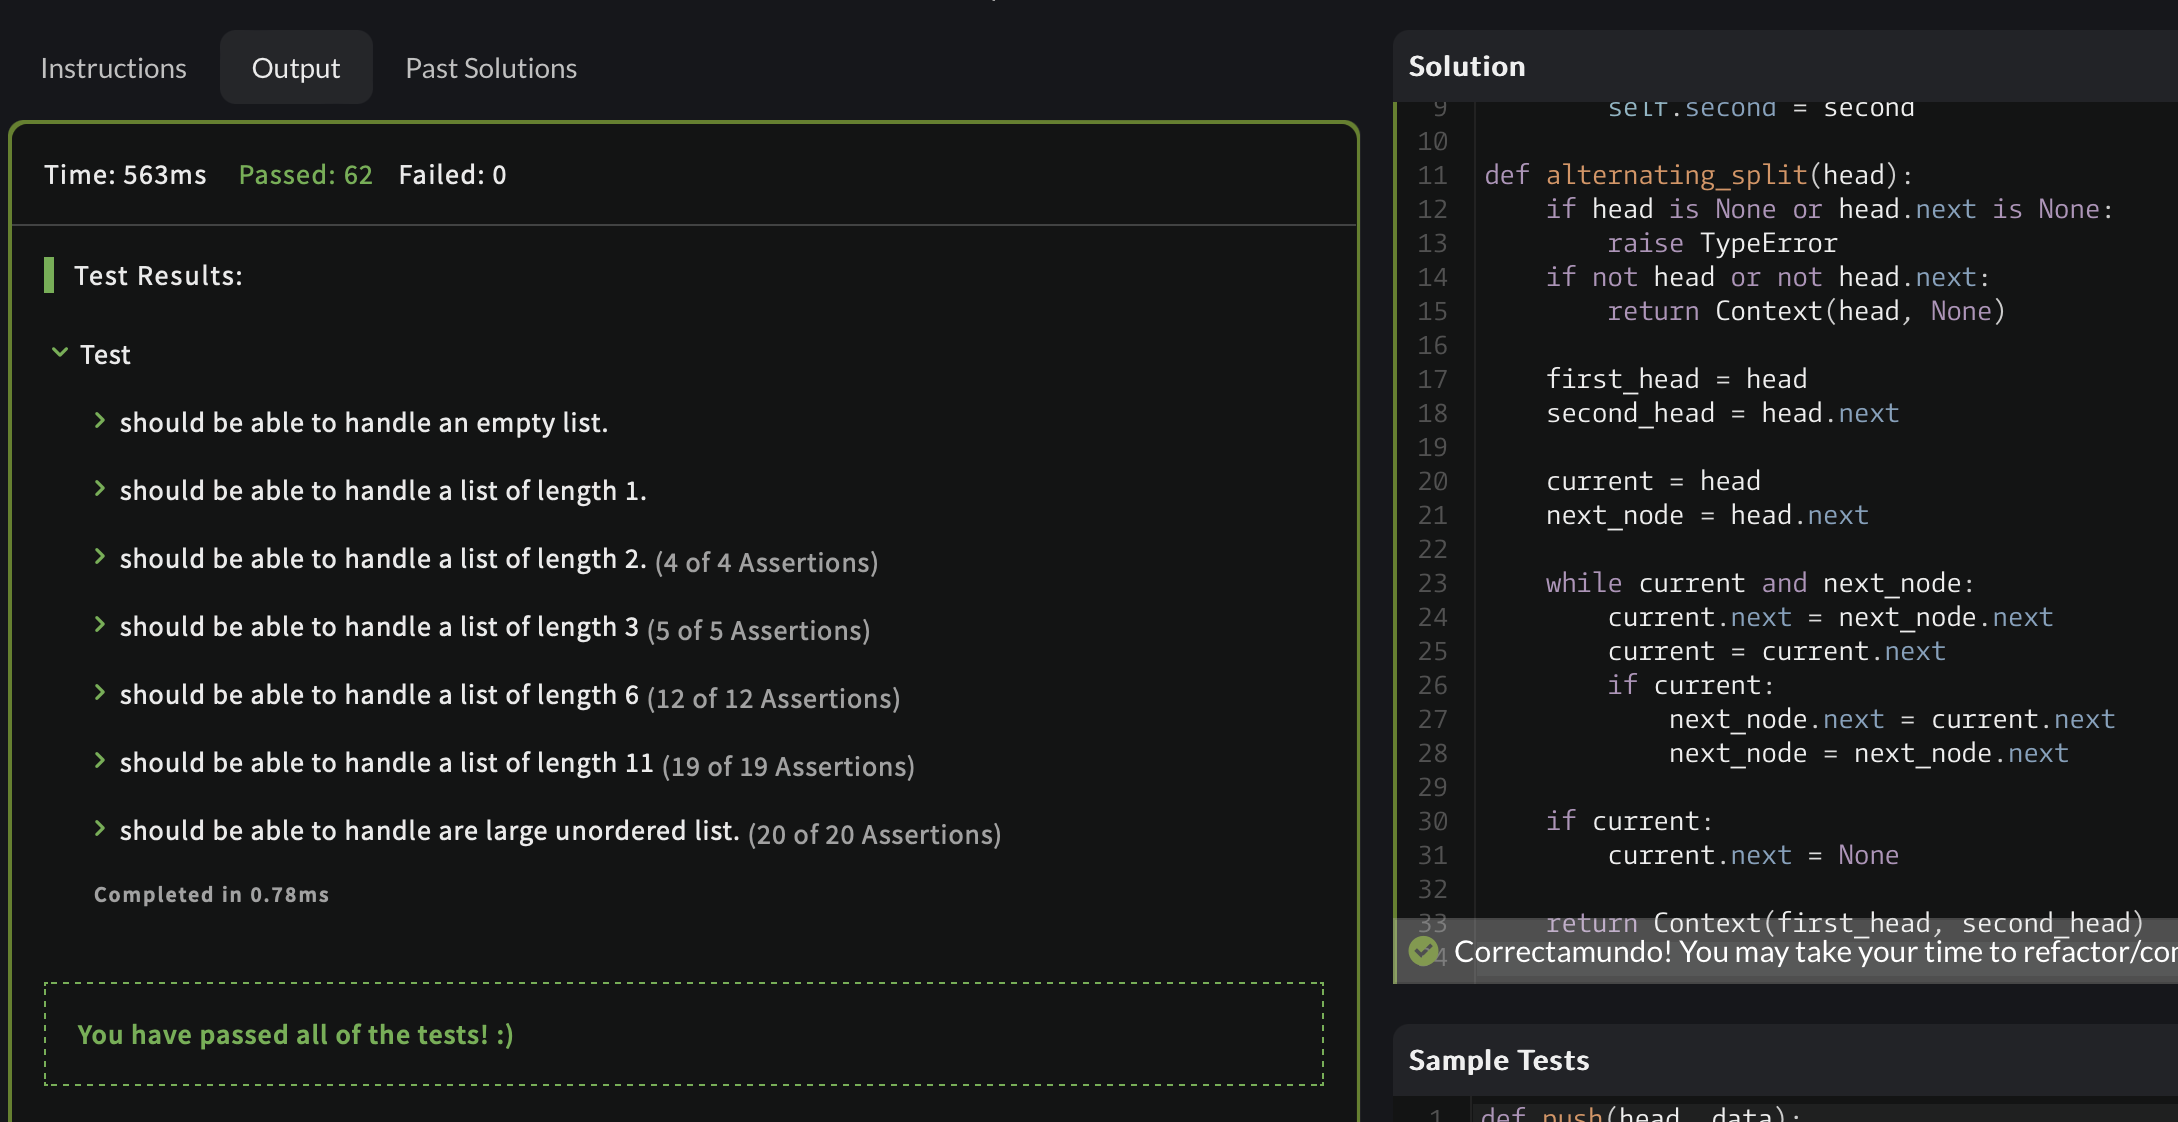 Instructions
Output
Past Solutions
Time: 563ms Passed: 62 Failed: 0
Test Results:
Test
should be able to handle an empty list.
should be able to handle a list of length 1.
should be able to handle a list of length 2. (4 of 4 Assertions)
should be able to handle a list of length 3 (5 of 5 Assertions)
should be able to handle a list of length 6 (12 of 12 Assertions)
should be able to handle a list of length 11 (19 of 19 Assertions)
should be able to handle are large unordered list. (20 of 20 Assertions)
Completed in 0.78ms
You have passed all of the tests! :)
Solution
9         self.second = second
10
11 def alternating_split(head):
12     if head is None or head.next is None:
13         raise TypeError
14     if not head or not head.next:
15         return Context(head, None)
16
17     first_head = head
18     second_head = head.next
19
20     current = head
21     next_node = head.next
22
23     while current and next_node:
24         current.next = next_node.next
25         current = current.next
26         if current:
27             next_node.next = current.next
28             next_node = next_node.next
29
30     if current:
31         current.next = None
32
33     return Context(first_head, second_head)
Correctamundo! You may take your time to refactor/
Sample Tests
1 def push(head, data):